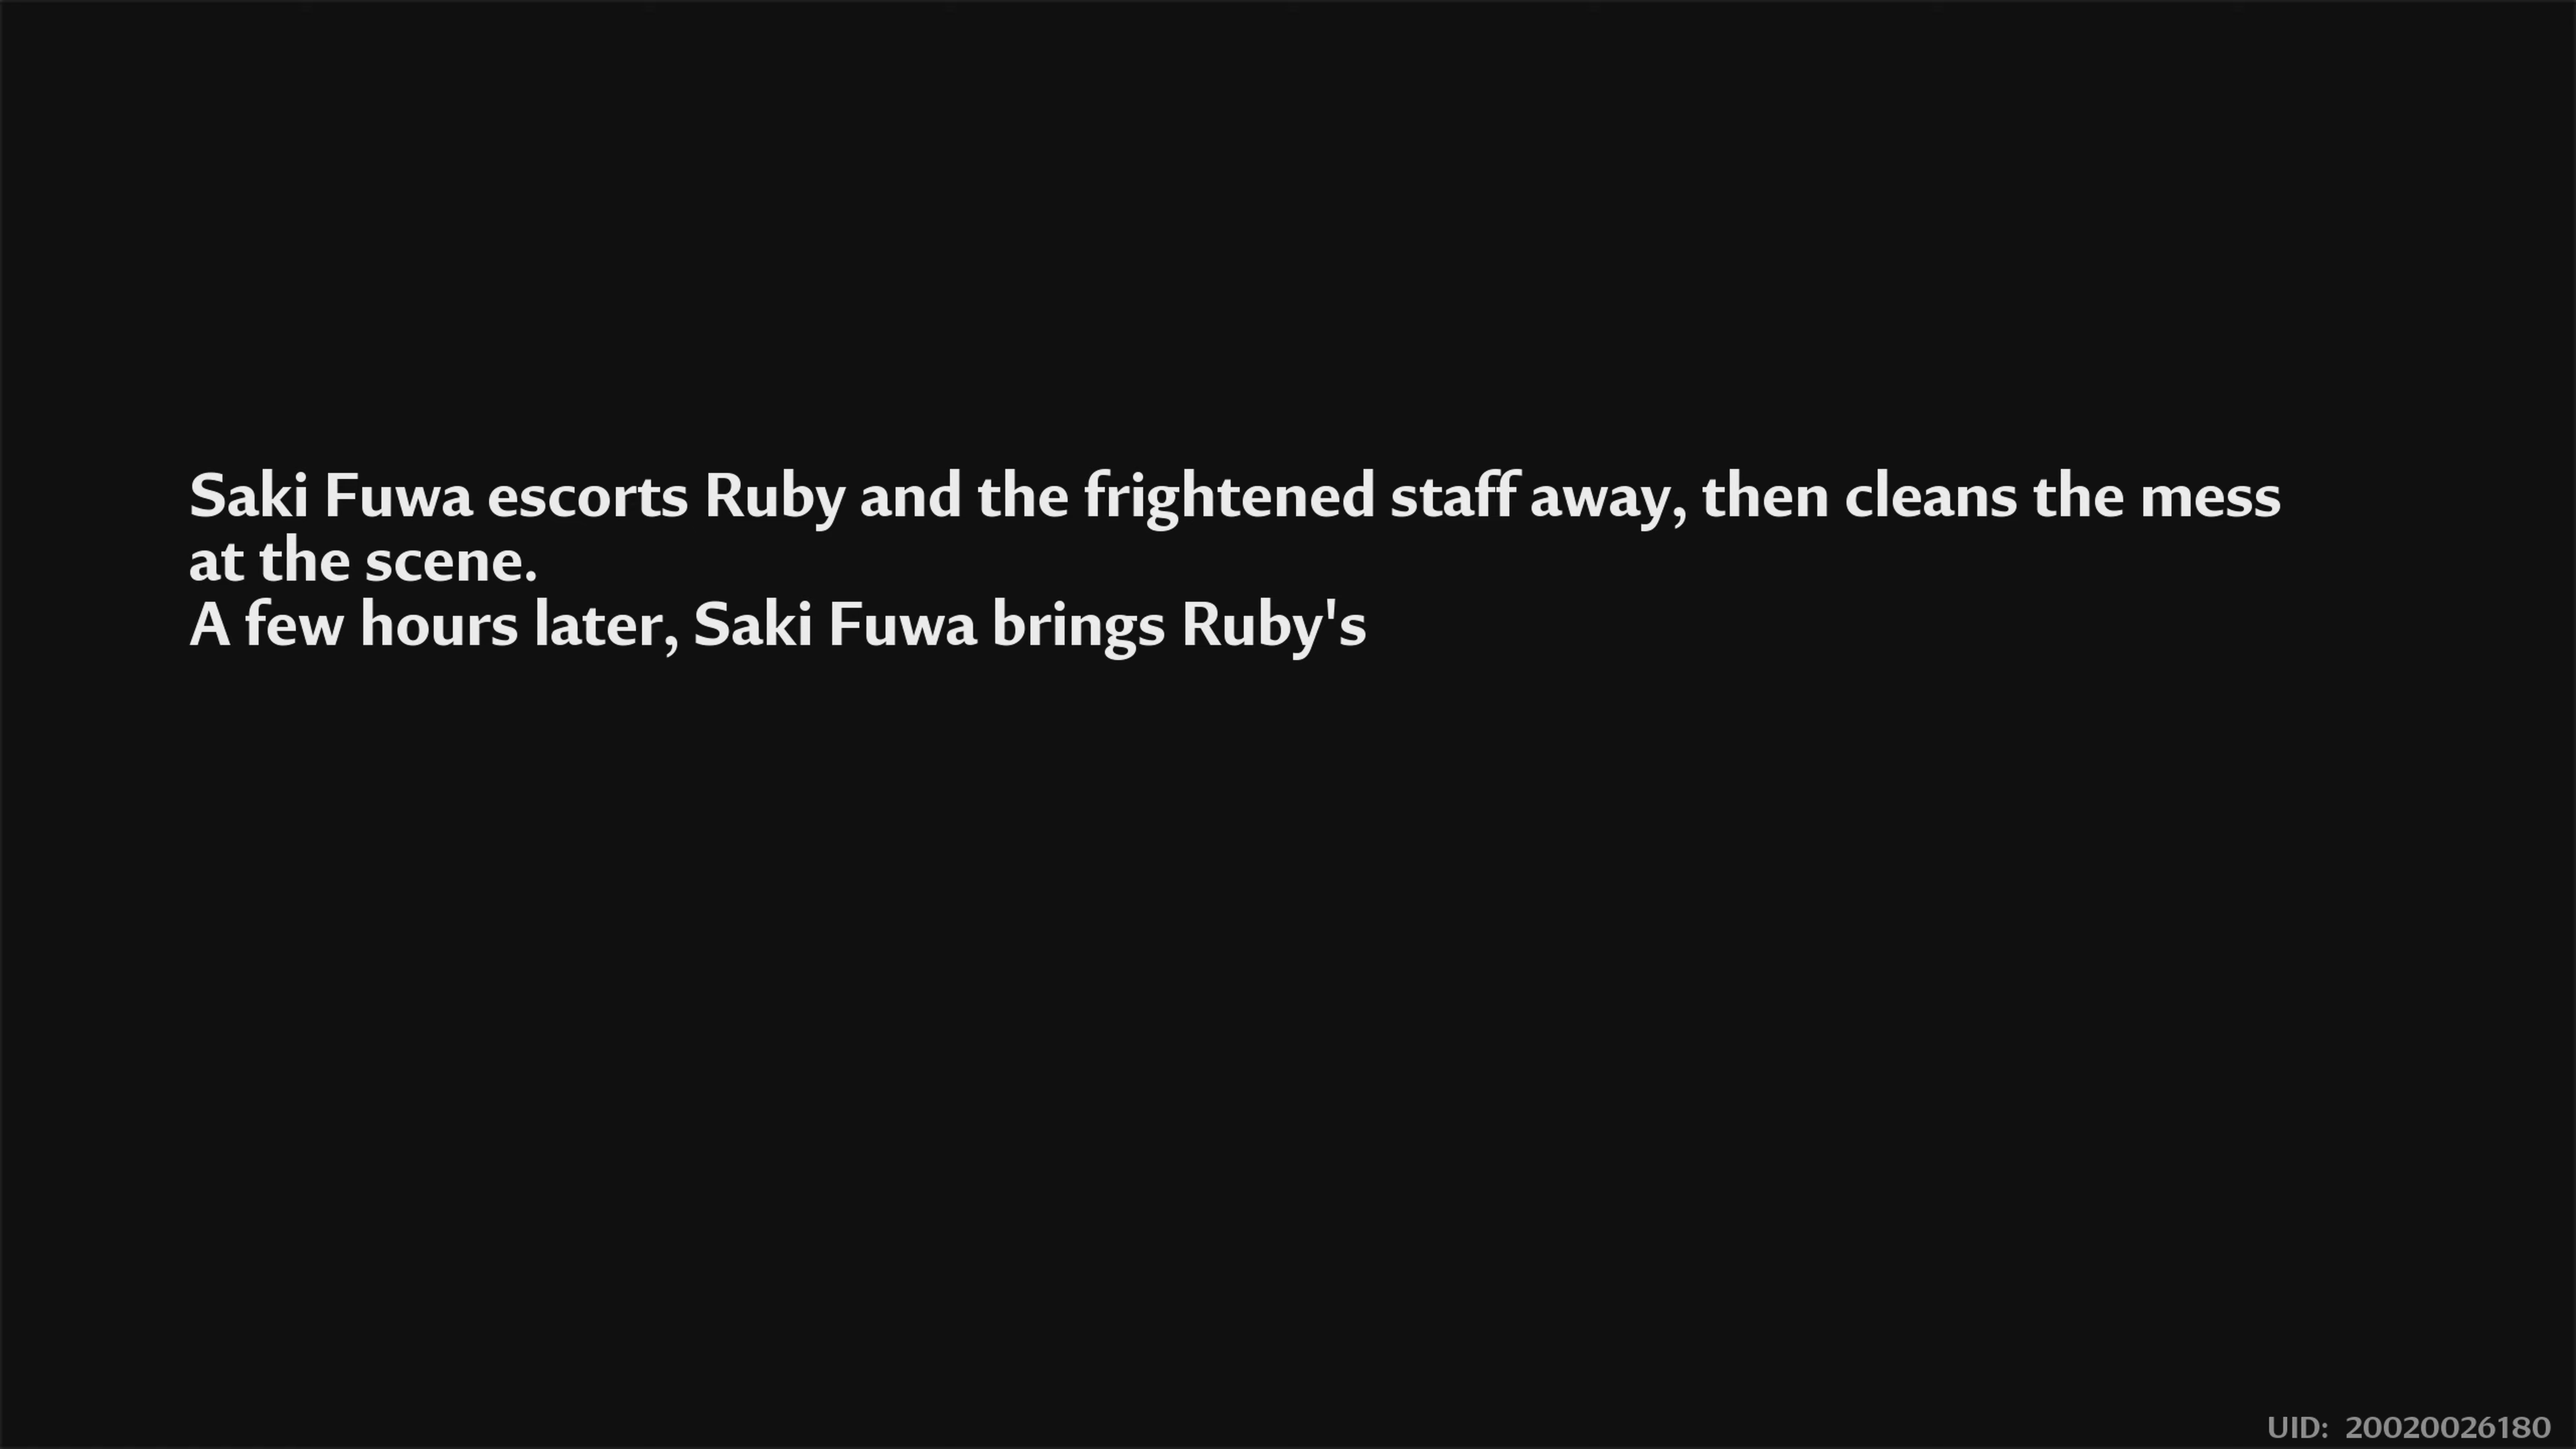 Saki Fuwa escorts Ruby and the frightened staff away, then cleans the mess
at the scene.
A few hours later, Saki Fuwa brings Ruby's
UID: 20020026180